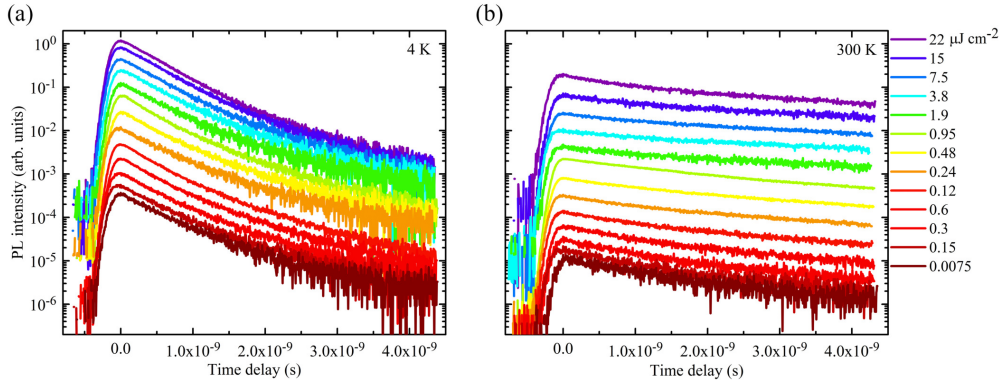 (a)
PL intensity (arb. units)
10⁰
10⁻¹
10⁻²
10⁻³
10⁻⁴
10⁻⁵
10⁻⁶
4 K
0.0
1.0x10⁻⁹
2.0x10⁻⁹
3.0x10⁻⁹
4.0x10⁻⁹
Time delay (s)
(b)
300 K
0.0
1.0x10⁻⁹
2.0x10⁻⁹
3.0x10⁻⁹
4.0x10⁻⁹
Time delay (s)
22 μJ cm⁻²
15
7.5
3.8
1.9
0.95
0.48
0.24
0.12
0.6
0.3
0.15
0.0075